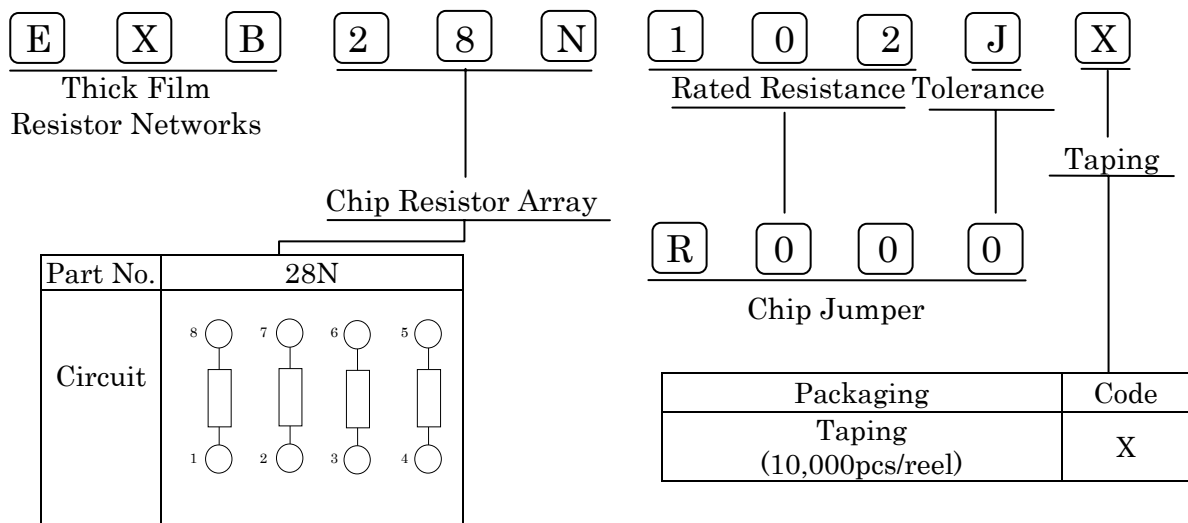 E X B 2 8 N 1 0 2 J X
Thick Film
Resistor Networks
Rated Resistance Tolerance
Taping
Chip Resistor Array
R 0 0 0
Chip Jumper
Part No. 28N
Circuit
8 7 6 5
1 2 3 4
Packaging Code
Taping
(10,000pcs/reel)
X